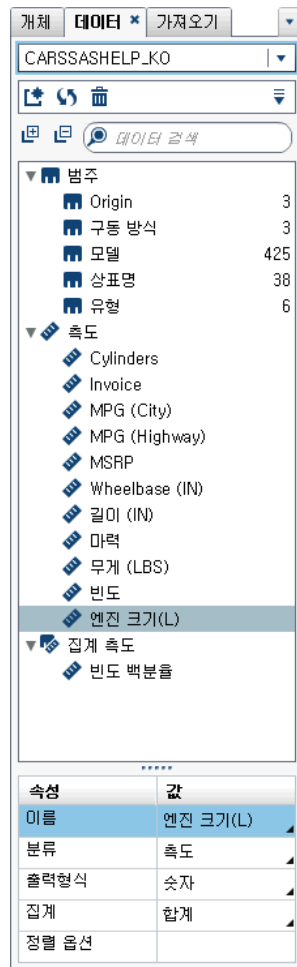 개체 데이터 × 가져오기
CARSSASHELP_KO
데이터 검색
범주
Origin 3
구동 방식 3
모델 425
상표명 38
유형 6
측도
Cylinders
Invoice
MPG (City)
MPG (Highway)
MSRP
Wheelbase (IN)
길이 (IN)
마력
무게 (LBS)
빈도
엔진 크기(L)
집계 측도
빈도 백분율
속성 값
이름 엔진 크기(L)
분류 측도
출력형식 숫자
집계 합계
정렬 옵션